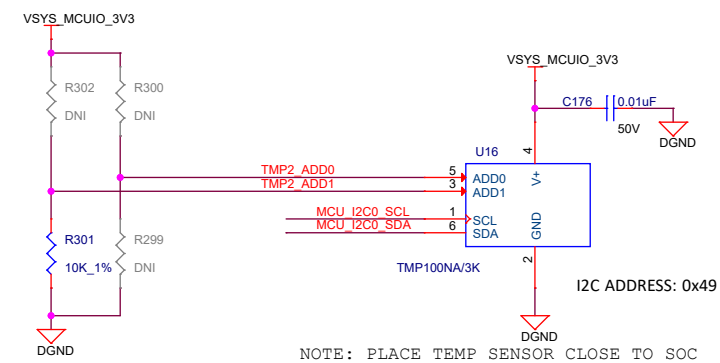 VSYS_MCUIO_3V3
VSYS_MCUIO_3V3
R302
R300
DNI
DNI
C176
0.01uF
50V
DGND
U16
4
TMP2_ADD0
5
ADD0
V+
TMP2_ADD1
3
ADD1
MCU_I2C0_SCL
1
SCL
MCU_I2C0_SDA
6
SDA
GND
R301
R299
10K_1%
DNI
TMP100NA/3K
2
I2C ADDRESS: 0x49
DGND
DGND
NOTE: PLACE TEMP SENSOR CLOSE TO SOC